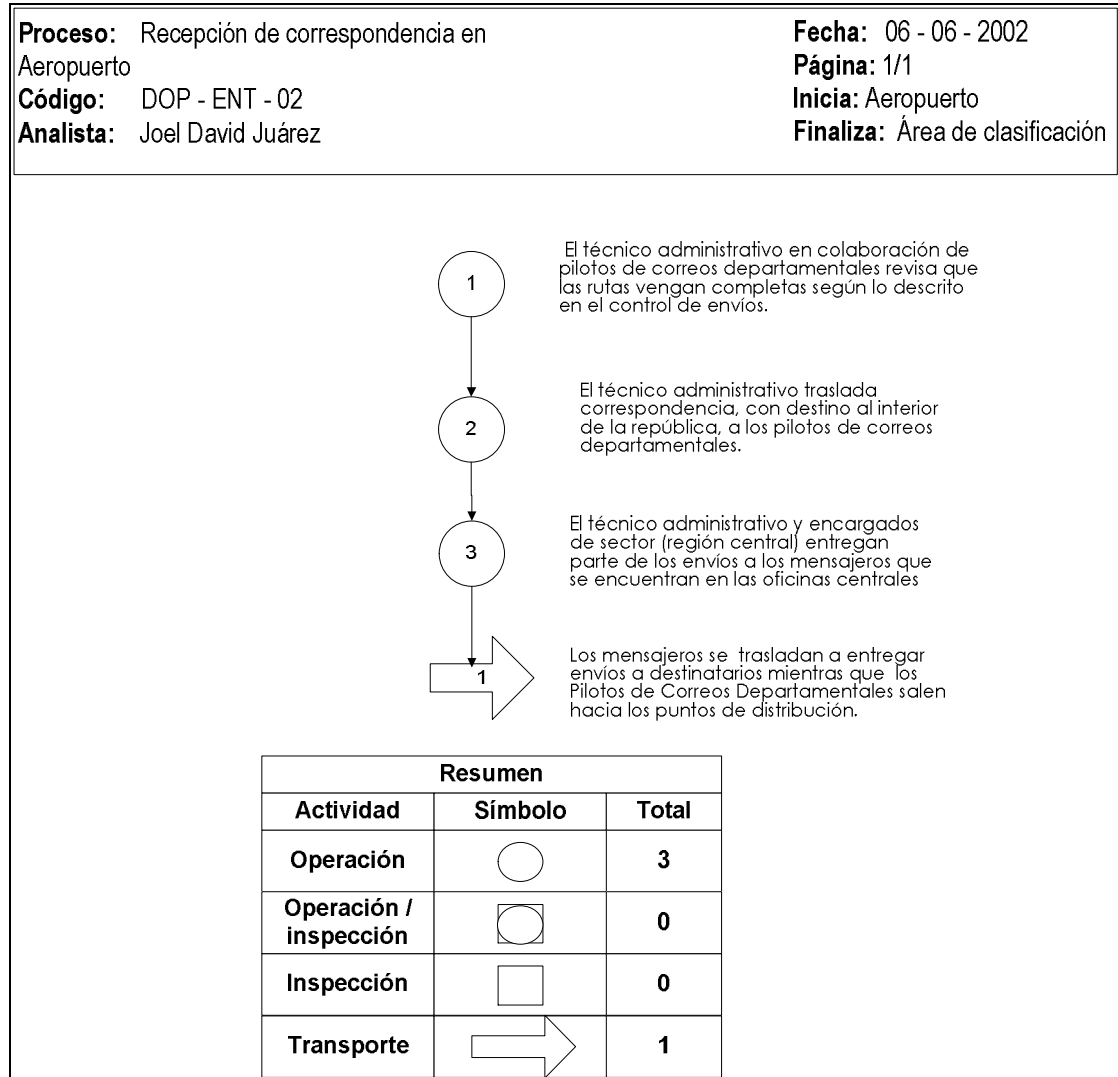 Proceso: Recepción de correspondencia en
Aeropuerto
Código: DOP - ENT - 02
Analista: Joel David Juárez
Fecha: 06 - 06 - 2002
Página: 1/1
Inicia: Aeropuerto
Finaliza: Área de clasificación
1
El técnico administrativo en colaboración de
pilotos de correos departamentales revisa que
las rutas vengan completas según lo descrito
en el control de envíos.
2
El técnico administrativo traslada
correspondencia, con destino al interior
de la república, a los pilotos de correos
departamentales.
3
El técnico administrativo y encargados
de sector (región central) entregan
parte de los envíos a los mensajeros que
se encuentran en las oficinas centrales
1
Los mensajeros se trasladan a entregar
envíos a destinatarios mientras que los
Pilotos de Correos Departamentales salen
hacia los puntos de distribución.
Resumen
Actividad Símbolo Total
Operación 3
Operación /
inspección 0
Inspección 0
Transporte 1